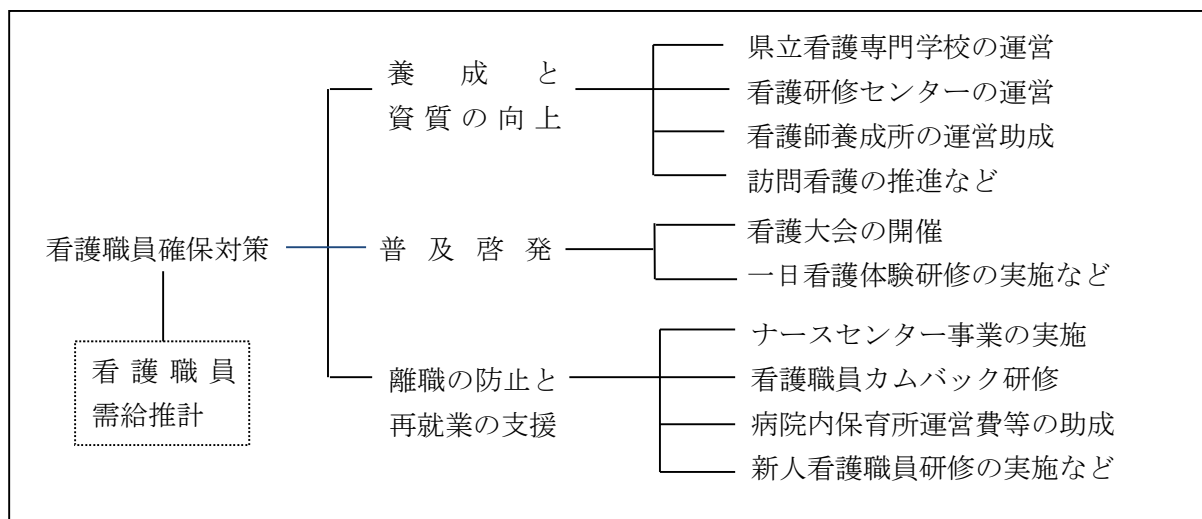 看護職員確保対策
看護職員
需給推計
養成と
資質の向上
県立看護専門学校の運営
看護研修センターの運営
看護師養成所の運営助成
訪問看護の推進など
普及啓発
看護大会の開催
一日看護体験研修の実施など
離職の防止と
再就業の支援
ナースセンター事業の実施
看護職員カムバック研修
病院内保育所運営費等の助成
新人看護職員研修の実施など